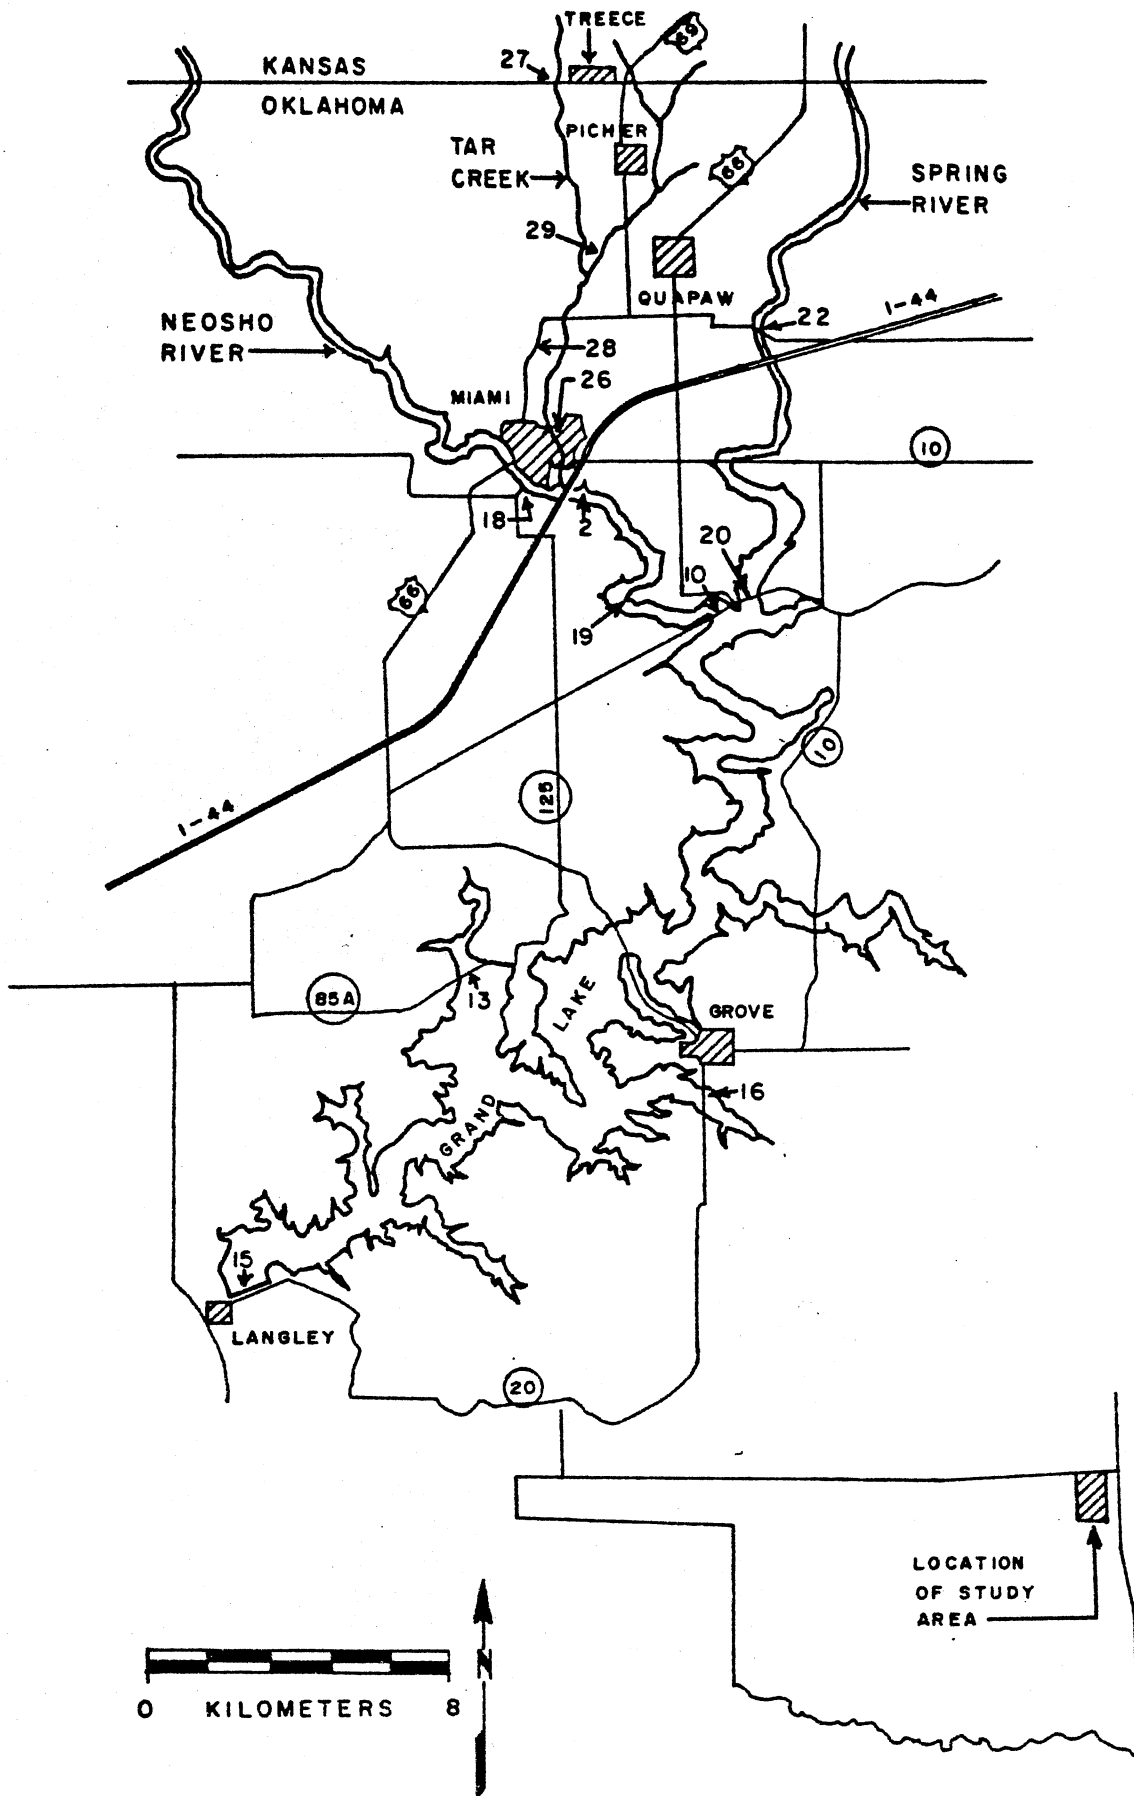 TREECE
69
27
KANSAS
OKLAHOMA
PICHER
TAR
CREEK
66
SPRING
RIVER
29
QUAPAW
I-44
NEOSHO
RIVER
22
28
26
MIAMI
10
18
2
20
10
66
19
10
125
I-44
LAKE
85A
13
GROVE
16
GRAND
15
LANGLEY
20
LOCATION
OF STUDY
AREA
N
0 KILOMETERS 8